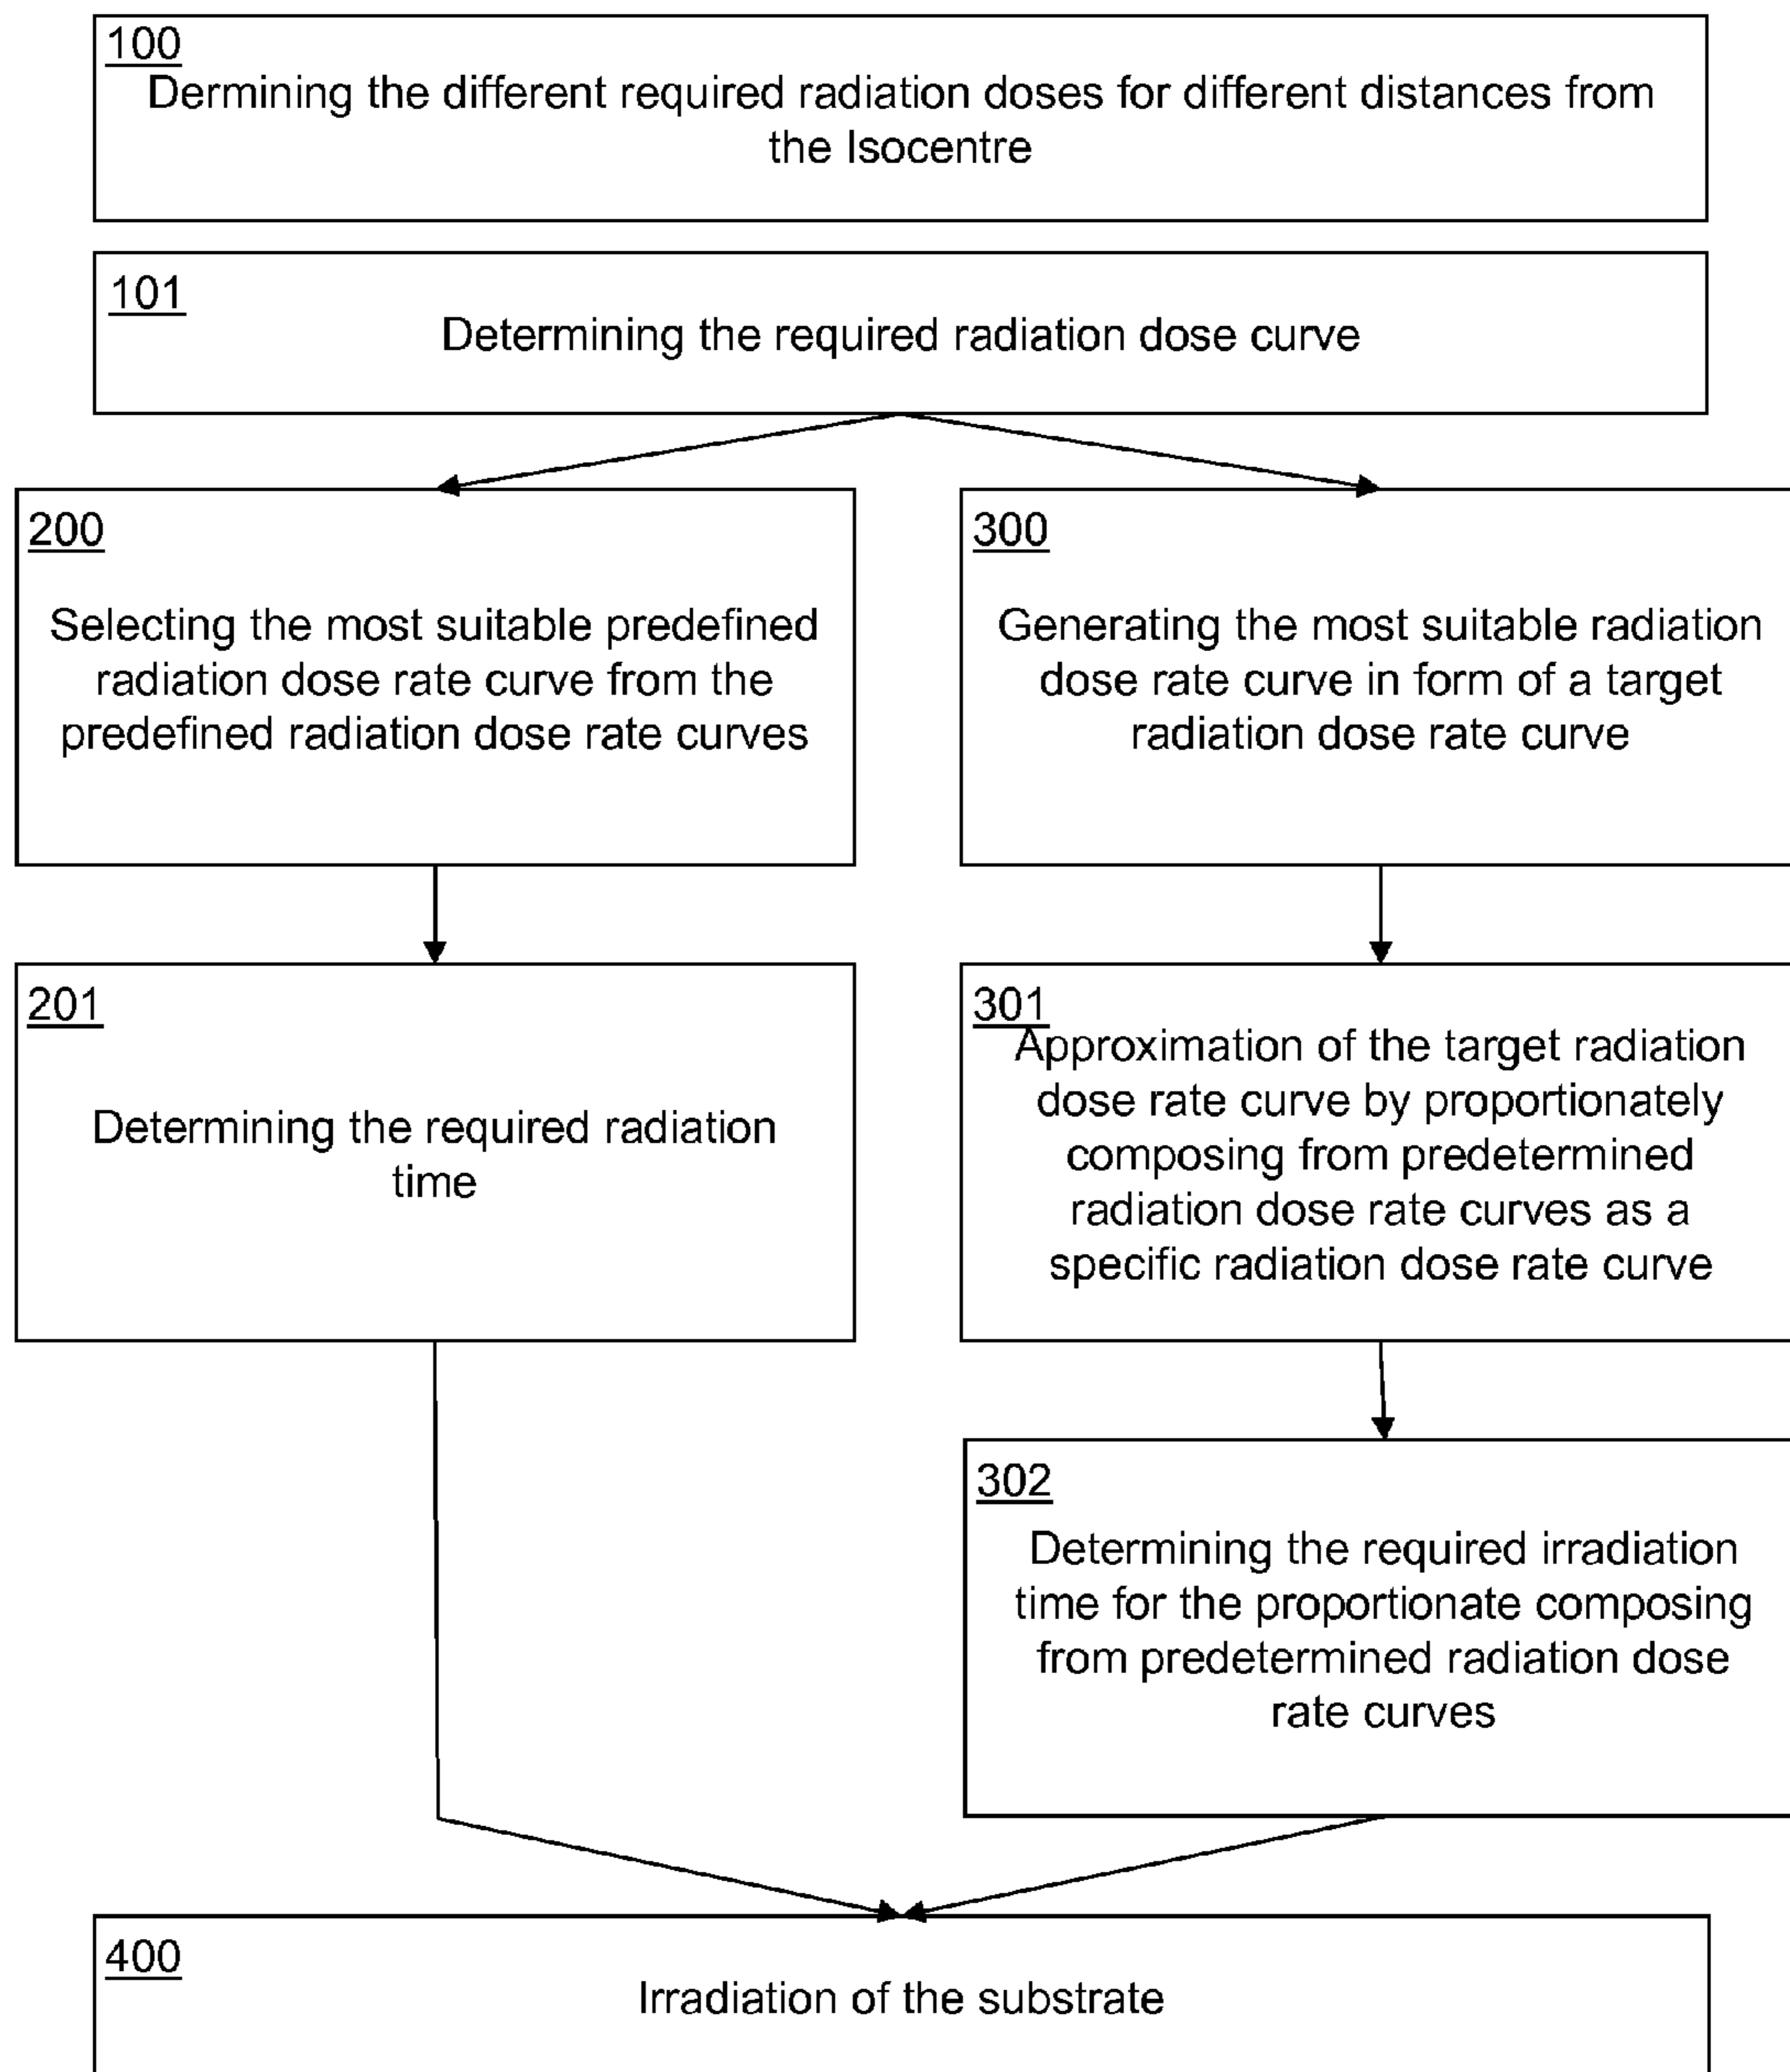 100
Dermining the different required radiation doses for different distances from
the Isocentre
101
Determining the required radiation dose curve
200
Selecting the most suitable predefined
radiation dose rate curve from the
predefined radiation dose rate curves
300
Generating the most suitable radiation
dose rate curve in form of a target
radiation dose rate curve
201
Determining the required radiation
time
301
Approximation of the target radiation
dose rate curve by proportionately
composing from predetermined
radiation dose rate curves as a
specific radiation dose rate curve
302
Determining the required irradiation
time for the proportionate composing
from predetermined radiation dose
rate curves
400
Irradiation of the substrate